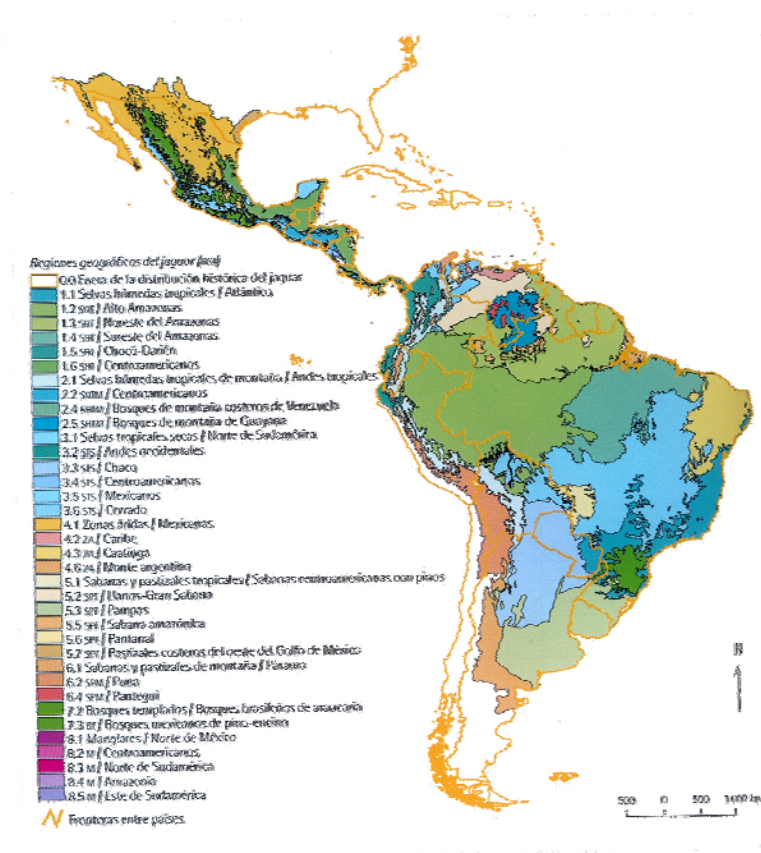 Regiones geográficas del jaguar
0.0 Fuera de la distribución histórica del jaguar
1.1 Selvas húmedas tropicales / Atlántico
1.2 SHT / Alto Amazonas
1.3 SHT / Noreste del Amazonas
1.4 SHT / Sureste del Amazonas
1.5 SHT / Chocó-Darién
1.6 SHT / Centroamericanos
2.1 Selvas húmedas tropicales de montaña / Andes tropicales
2.2 SHTM / Centroamericanos
2.4 SHTM / Bosques de montaña costeros de Venezuela
2.5 SHTM / Bosques de montaña de Guayana
3.1 Selvas tropicales secas / Norte de Sudamérica
3.2 STS / Andes occidentales
3.3 STS / Chaco
3.4 STS / Centroamericanos
3.5 STS / Mexicanos
3.6 STS / Cerrado
4.1 Zonas áridas / Mexicanas
4.2 ZA / Caribe
4.3 ZA / Caatinga
4.6 ZA / Monte argentino
5.1 Sabanas y pastizales tropicales / Sabanas centroamericanas con pinos
5.2 SPT / Llanos-Gran Sabana
5.3 SPT / Pampas
5.5 SPT / Sabana amazónica
5.6 SPT / Pantanal
5.2 SPT / Pastizales costeros del oeste del Golfo de México
6.1 Sabanas y pastizales de montaña / Páramo
6.2 SPM / Puna
6.4 SPM / Pantegui
7.2 Bosques templados / Bosques brasileños de araucaria
7.3 BT / Bosques mexicanos de pino-encino
8.1 Manglares / Norte de México
8.2 M / Centroamericanos
8.3 M / Norte de Sudamérica
8.4 M / Amazonia
8.5 M / Este de Sudamérica
Fronteras entre países
N
500 0 500 1000